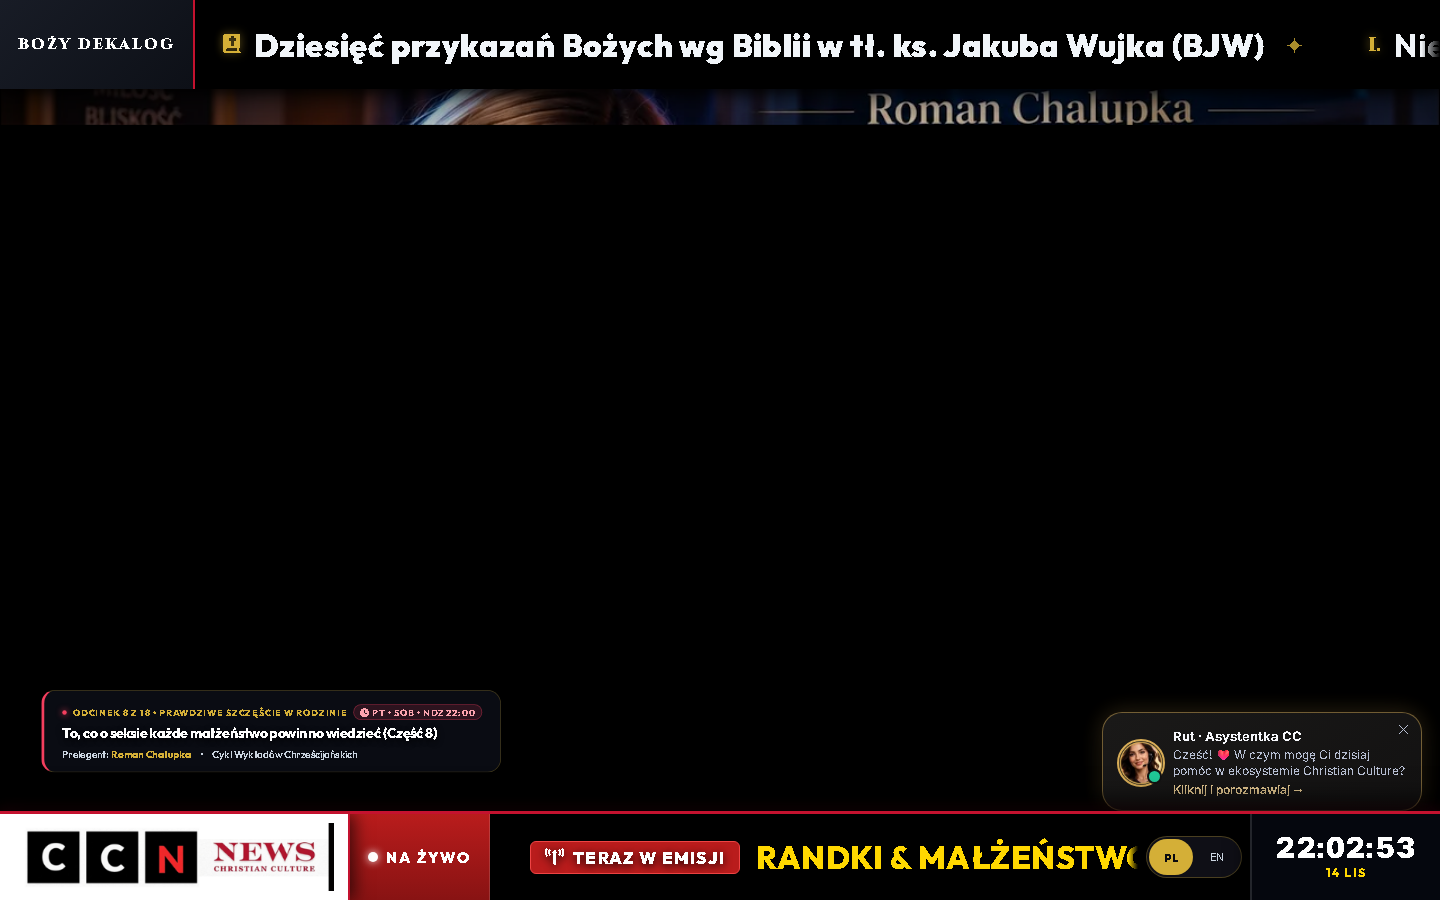 BOŻY DEKALOG
Dziesięć przykazań Bożych wg Biblii w tł. ks. Jakuba Wujka (BJW)
I. Nie
MIŁOŚĆ
BLISKOŚĆ
Roman Chalupka
ODCINEK 8 Z 18 • PRAWDZIWE SZCZĘŚCIE W RODZINIE
PT • SOB • NDZ 22:00
To, co o seksie każde małżeństwo powinno wiedzieć (Część 8)
Prelegent: Roman Chalupka • Cykl Wykładów Chrześcijańskich
Rut · Asystentka CC
Cześć! W czym mogę Ci dzisiaj
pomóc w ekosystemie Christian Culture?
Kliknij i porozmawiaj →
CCN NEWS
CHRISTIAN CULTURE
NA ŻYWO
TERAZ W EMISJI
RANDKI & MAŁŻEŃSTWO
PL
EN
22:02:53
14 LIS